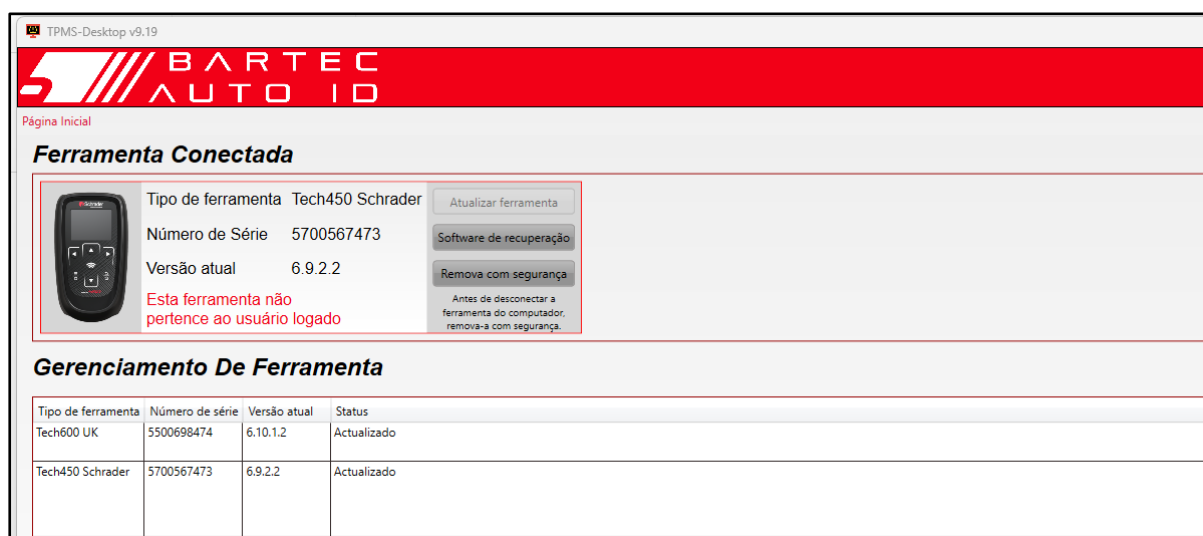 TPMS-Desktop v9.19
BARTEC
AUTO ID
Página Inicial
Ferramenta Conectada
Tipo de ferramenta Tech450 Schrader
Atualizar ferramenta
Número de Série 5700567473
Software de recuperação
Versão atual 6.9.2.2
Remova com segurança
Esta ferramenta não
pertence ao usuário logado
Antes de desconectar a
ferramenta do computador,
remova-a com segurança.
Schrader
Gerenciamento De Ferramenta
Tipo de ferramenta Número de série Versão atual Status
Tech600 UK 5500698474 6.10.1.2 Actualizado
Tech450 Schrader 5700567473 6.9.2.2 Actualizado